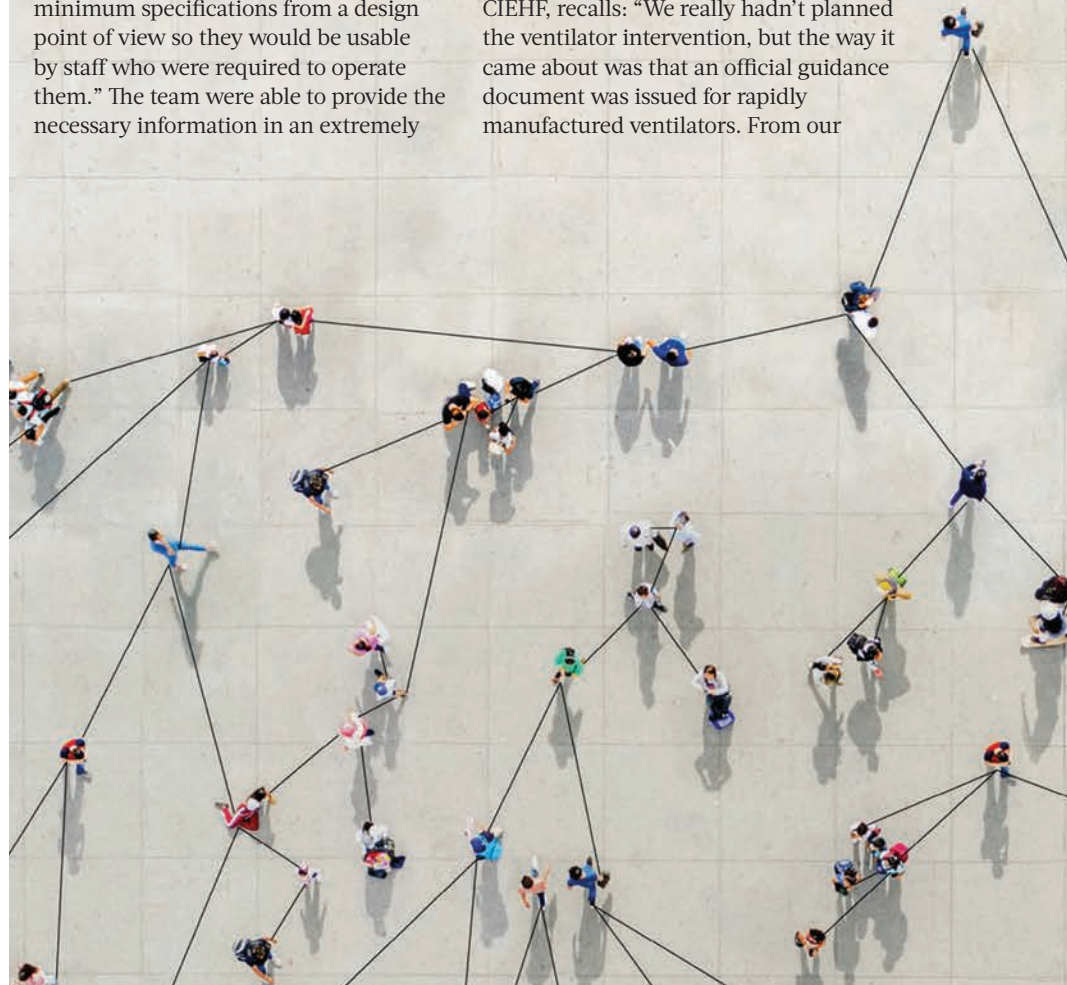 minimum specifications from a design
point of view so they would be usable
by staff who were required to operate
them.” The team were able to provide the
necessary information in an extremely
CIEHF, recalls: “We really hadn’t planned
the ventilator intervention, but the way it
came about was that an official guidance
document was issued for rapidly
manufactured ventilators. From our